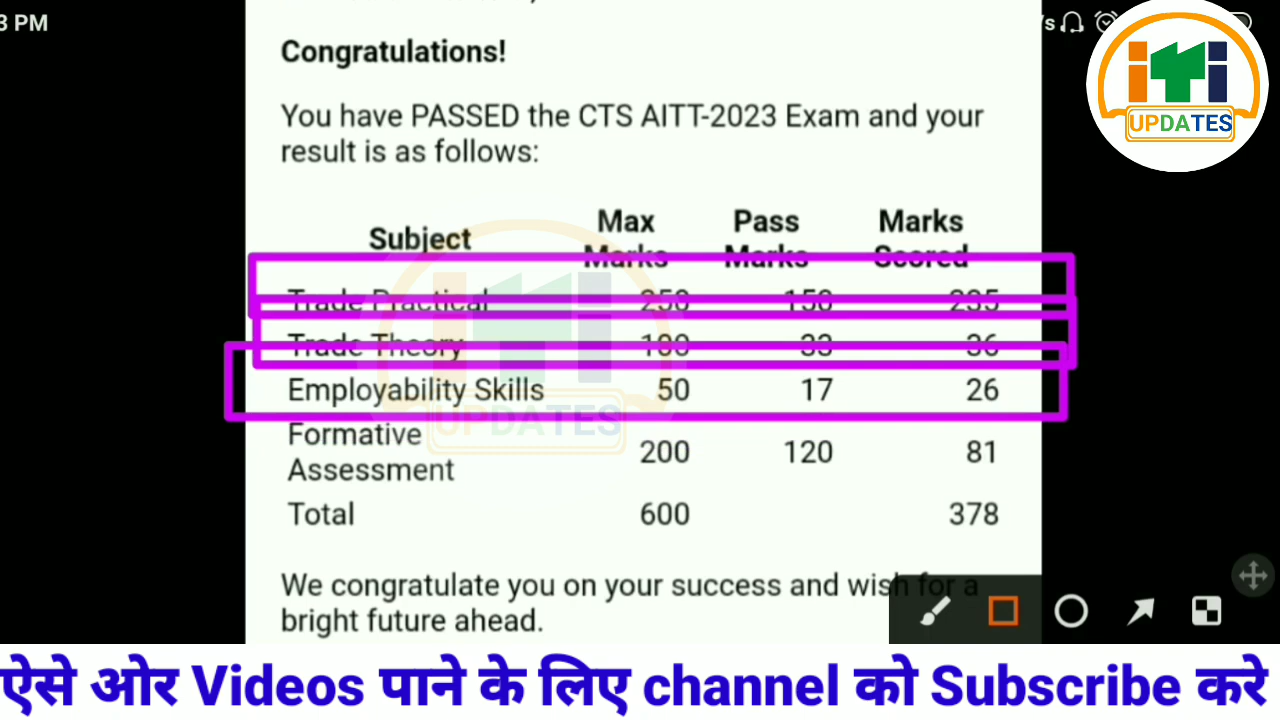 3 PM
/s
iTi
UPDATES
Congratulations!
You have PASSED the CTS AITT-2023 Exam and your
result is as follows:
Subject Max Marks Pass Marks Marks Scored
Trade Practical 250 150 235
Trade Theory 100 33 36
Employability Skills 50 17 26
Formative Assessment 200 120 81
Total 600 378
UPDATES
We congratulate you on your success and wish for a
bright future ahead.
ऐसे ओर Videos पाने के लिए channel को Subscribe करे